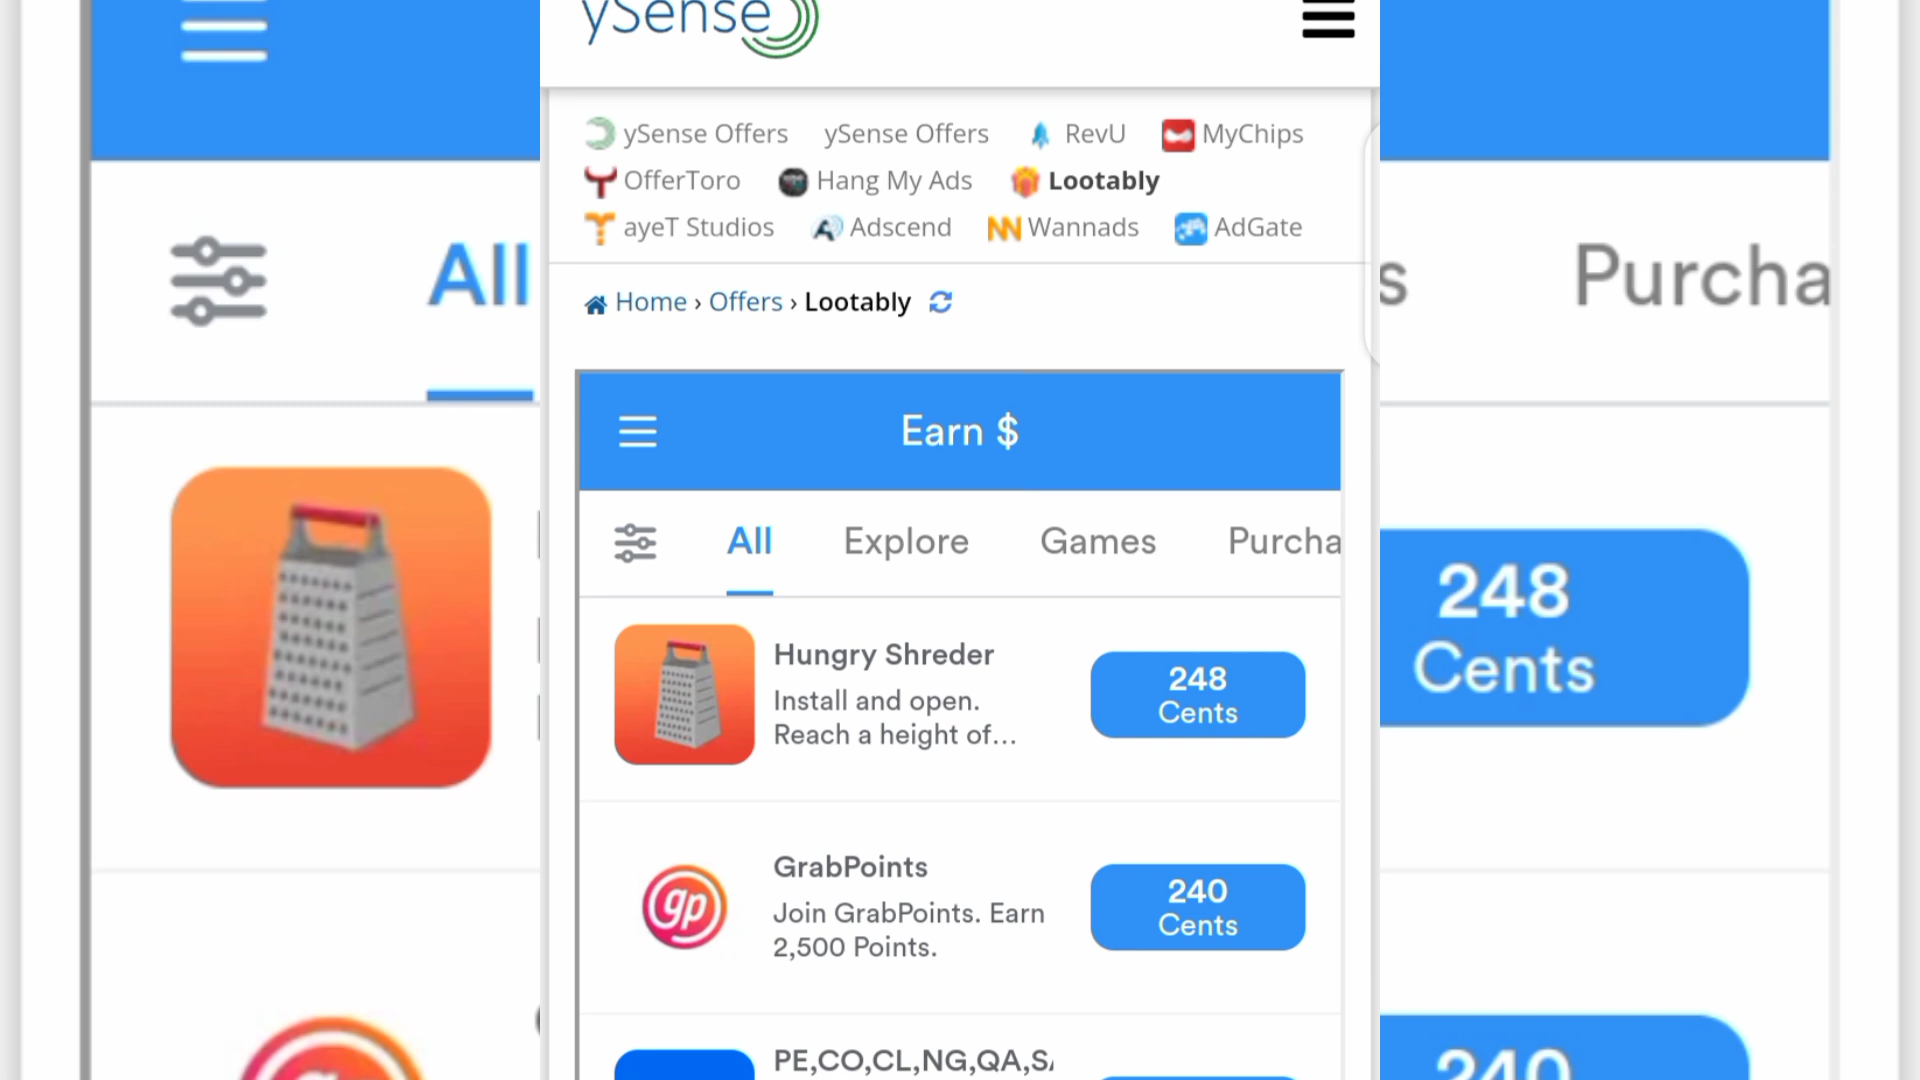 ySense
ySense Offers ySense Offers RevU MyChips
OfferToro Hang My Ads Lootably
ayeT Studios Adscend Wannads AdGate
Home › Offers › Lootably
Earn $
All Explore Games Purcha
Hungry Shreder
Install and open.
Reach a height of...
248
Cents
gp
GrabPoints
Join GrabPoints. Earn
2,500 Points.
240
Cents
PE,CO,CL,NG,QA,S
All
s Purcha
248
Cents
240